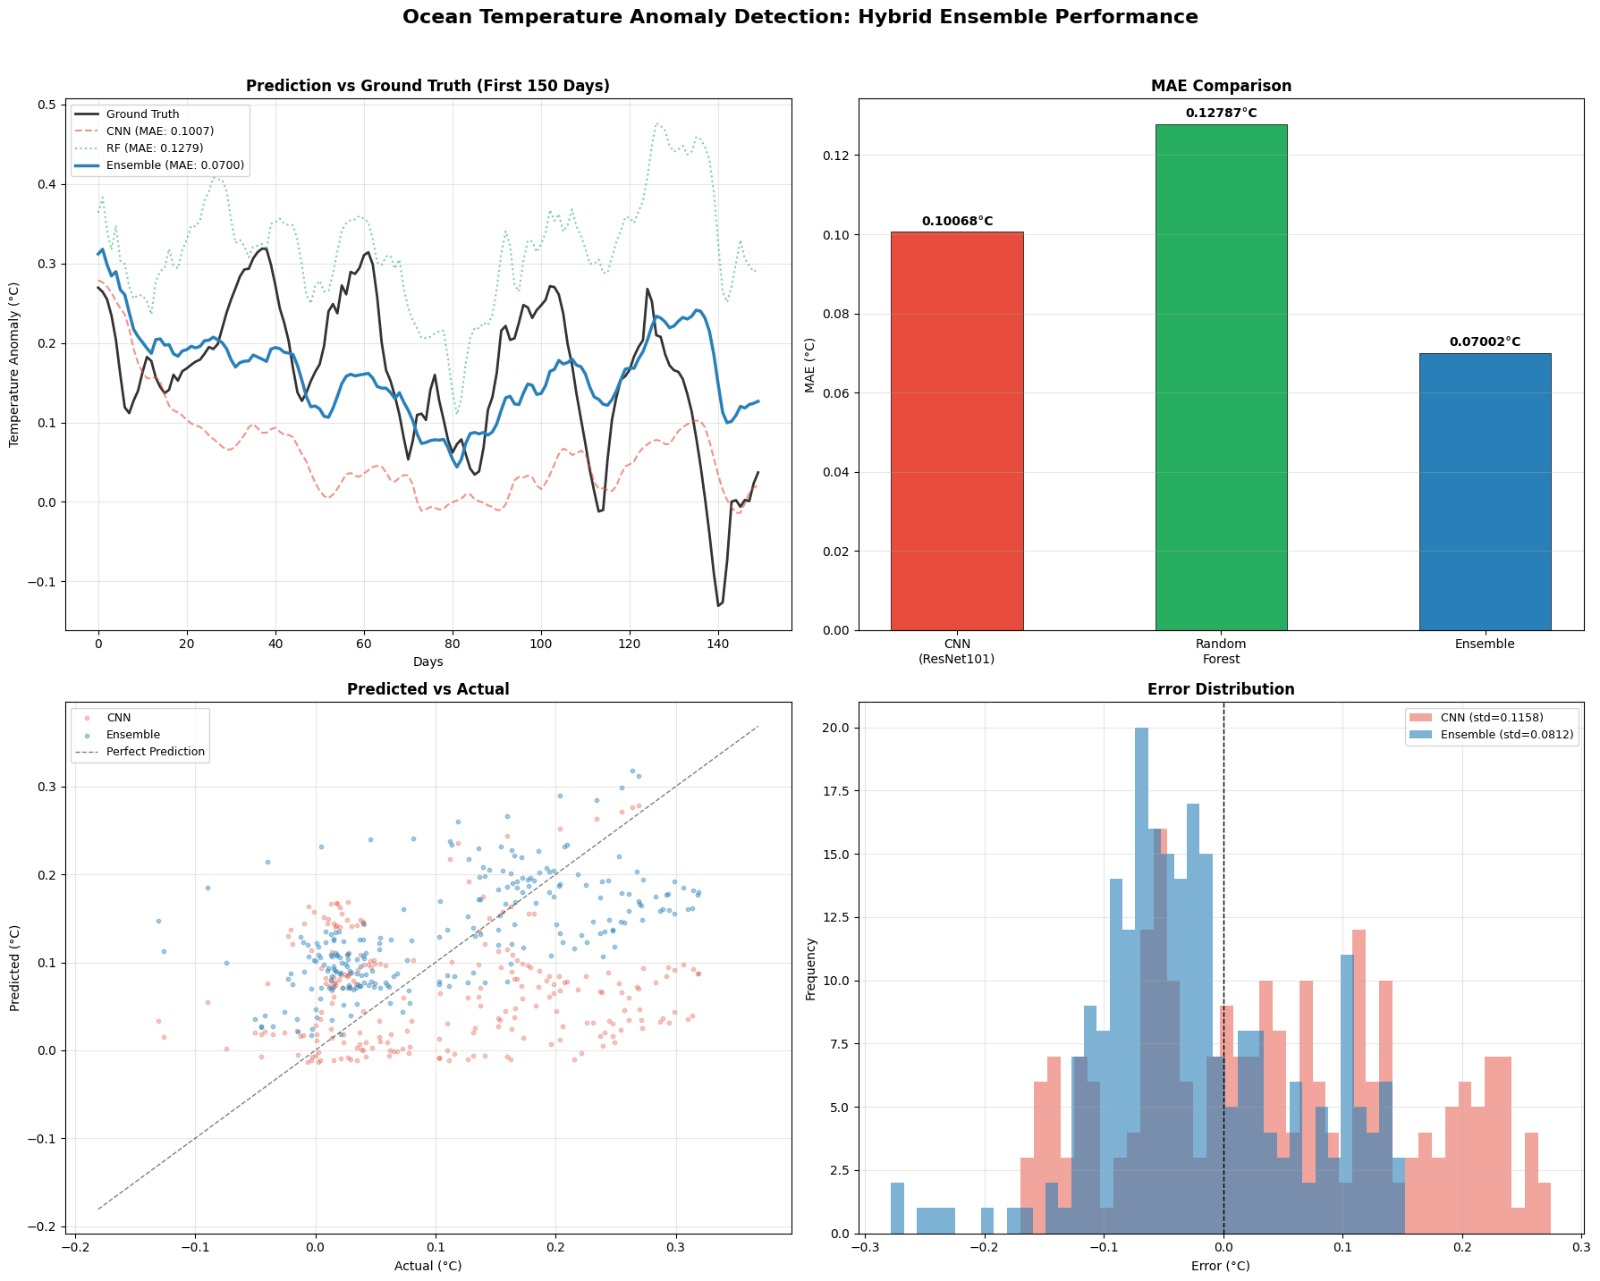 Ocean Temperature Anomaly Detection: Hybrid Ensemble Performance
Prediction vs Ground Truth (First 150 Days)
Ground Truth
CNN (MAE: 0.1007)
RF (MAE: 0.1279)
Ensemble (MAE: 0.0700)
Temperature Anomaly (°C)
0.5
0.4
0.3
0.2
0.1
0.0
−0.1
0
20
40
60
80
100
120
140
Days
MAE Comparison
0.10068°C
0.12787°C
0.07002°C
MAE (°C)
0.12
0.10
0.08
0.06
0.04
0.02
0.00
CNN
(ResNet101)
Random
Forest
Ensemble
Predicted vs Actual
CNN
Ensemble
Perfect Prediction
Predicted (°C)
0.3
0.2
0.1
0.0
−0.1
−0.2
−0.2
−0.1
0.0
0.1
0.2
0.3
Actual (°C)
Error Distribution
CNN (std=0.1158)
Ensemble (std=0.0812)
Frequency
20.0
17.5
15.0
12.5
10.0
7.5
5.0
2.5
0.0
−0.3
−0.2
−0.1
0.0
0.1
0.2
0.3
Error (°C)